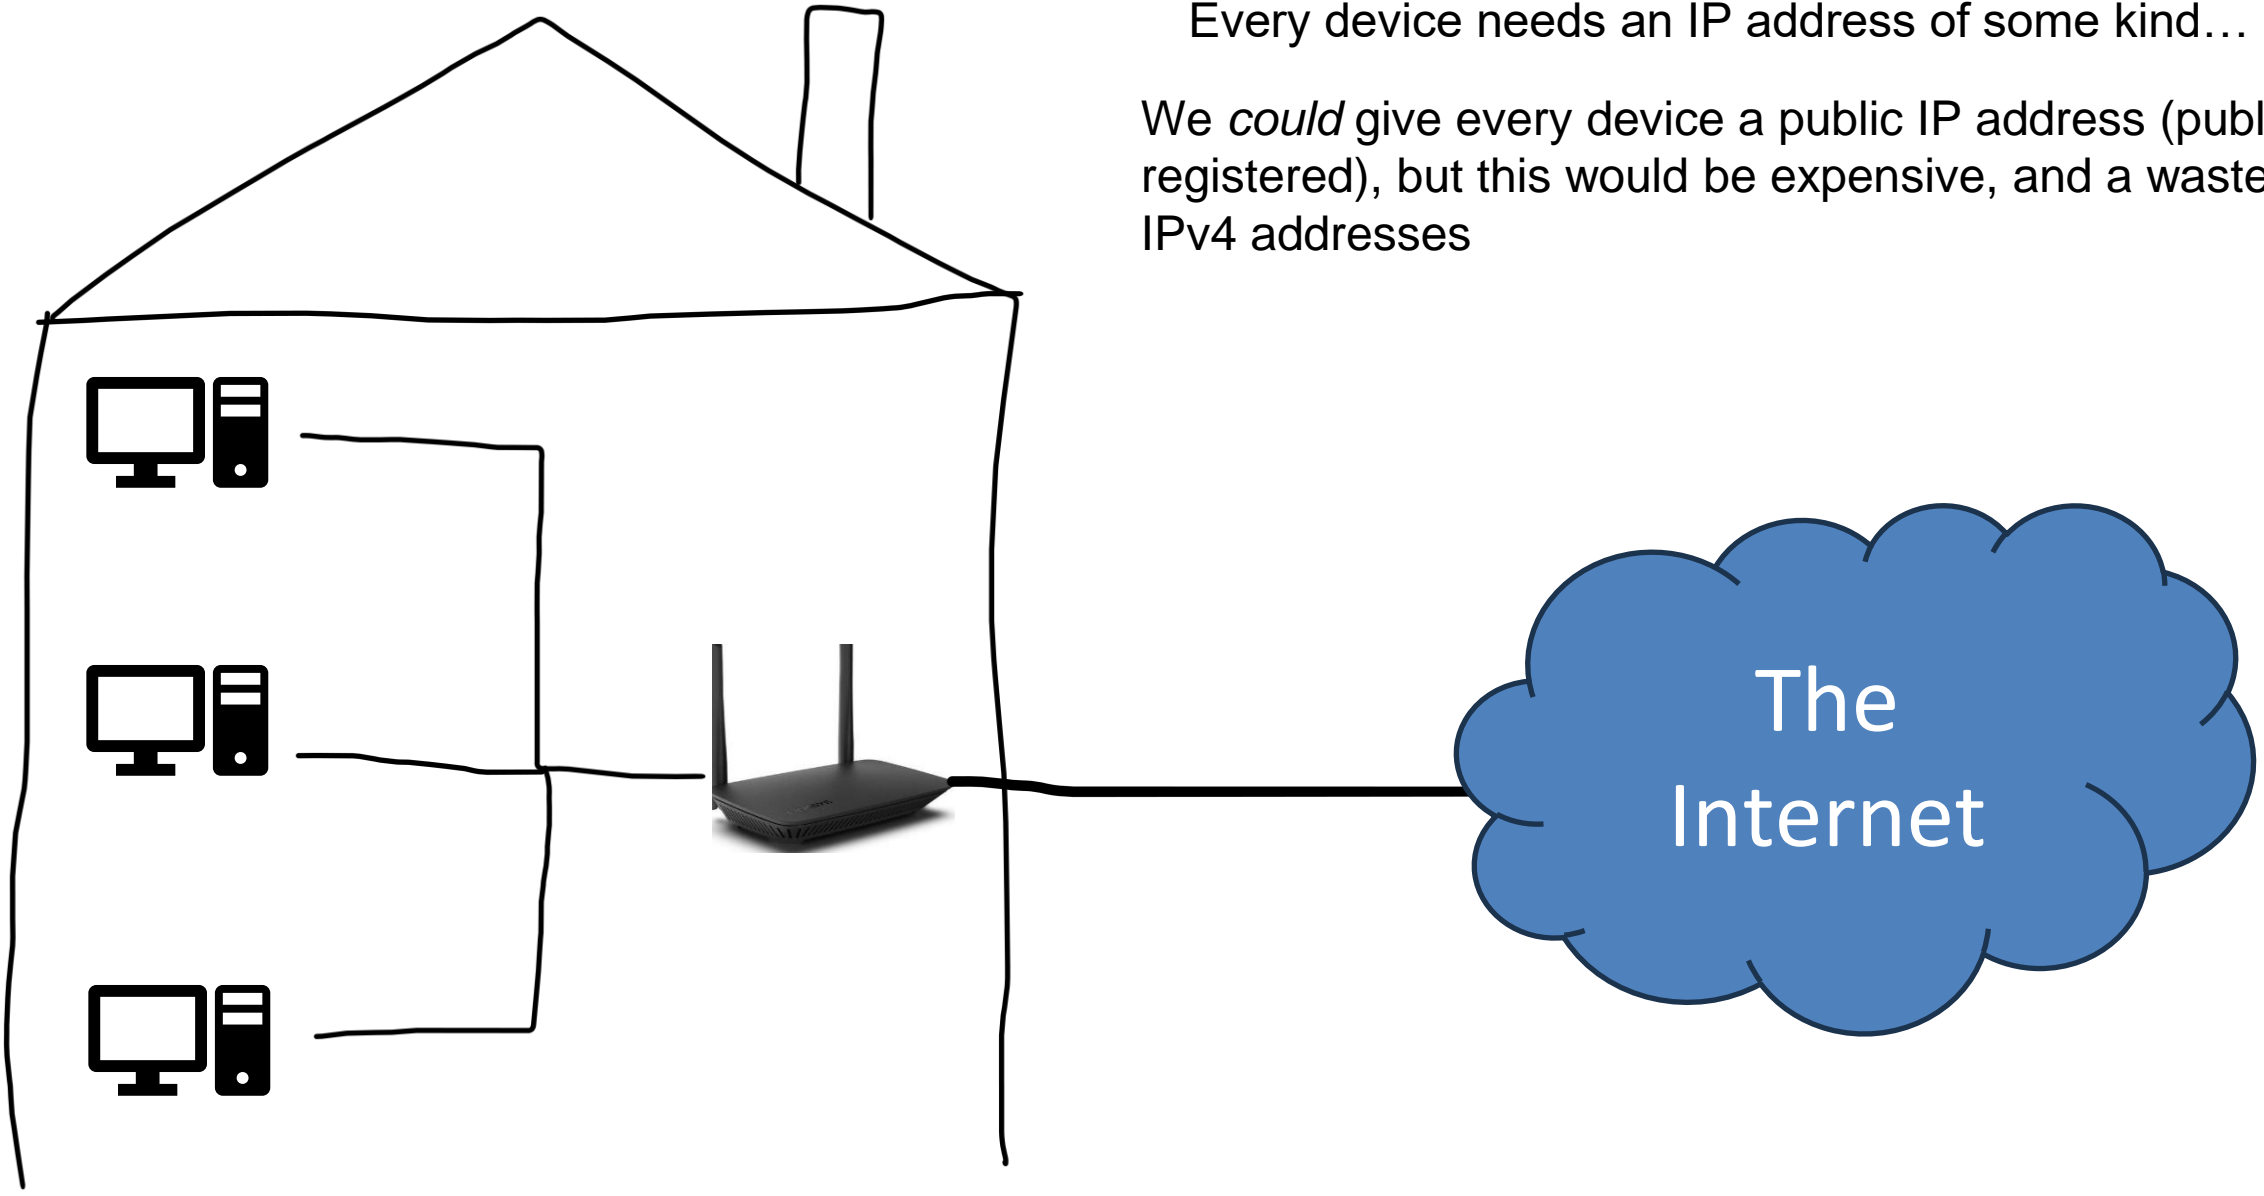 Every device needs an IP address of some kind…
We could give every device a public IP address (publ
registered), but this would be expensive, and a waste
IPv4 addresses
The
Internet